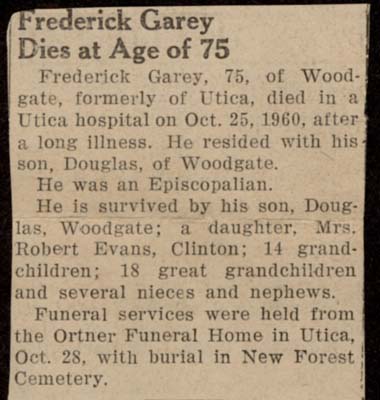 Frederick Garey
Dies at Age of 75
Frederick Garey, 75, of Wood-
gate, formerly of Utica, died in a
Utica hospital on Oct. 25, 1960, after
a long illness. He resided with his
son, Douglas, of Woodgate.
He was an Episcopalian.
He is survived by his son, Doug-
las, Woodgate; a daughter, Mrs.
Robert Evans, Clinton; 14 grand-
children; 18 great grandchildren
and several nieces and nephews.
Funeral services were held from
the Ortner Funeral Home in Utica,
Oct. 28, with burial in New Forest
Cemetery.